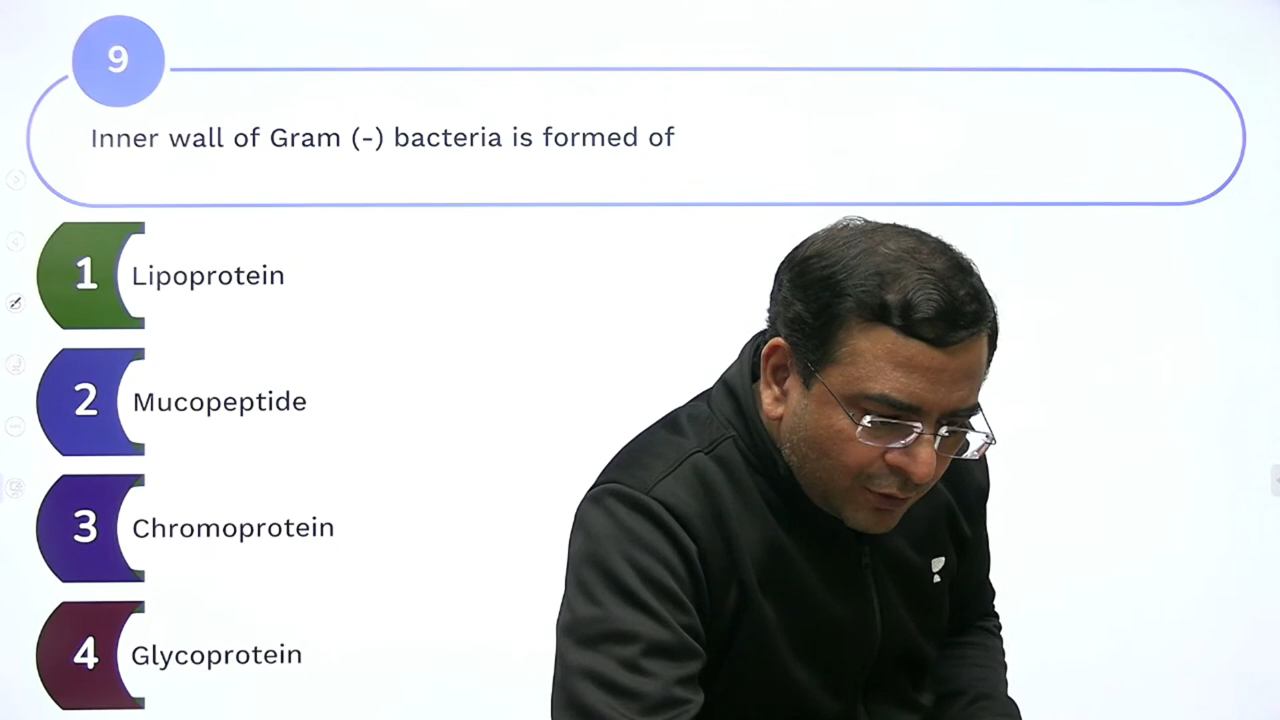 9
Inner wall of Gram (-) bacteria is formed of
1 Lipoprotein
2 Mucopeptide
3 Chromoprotein
4 Glycoprotein